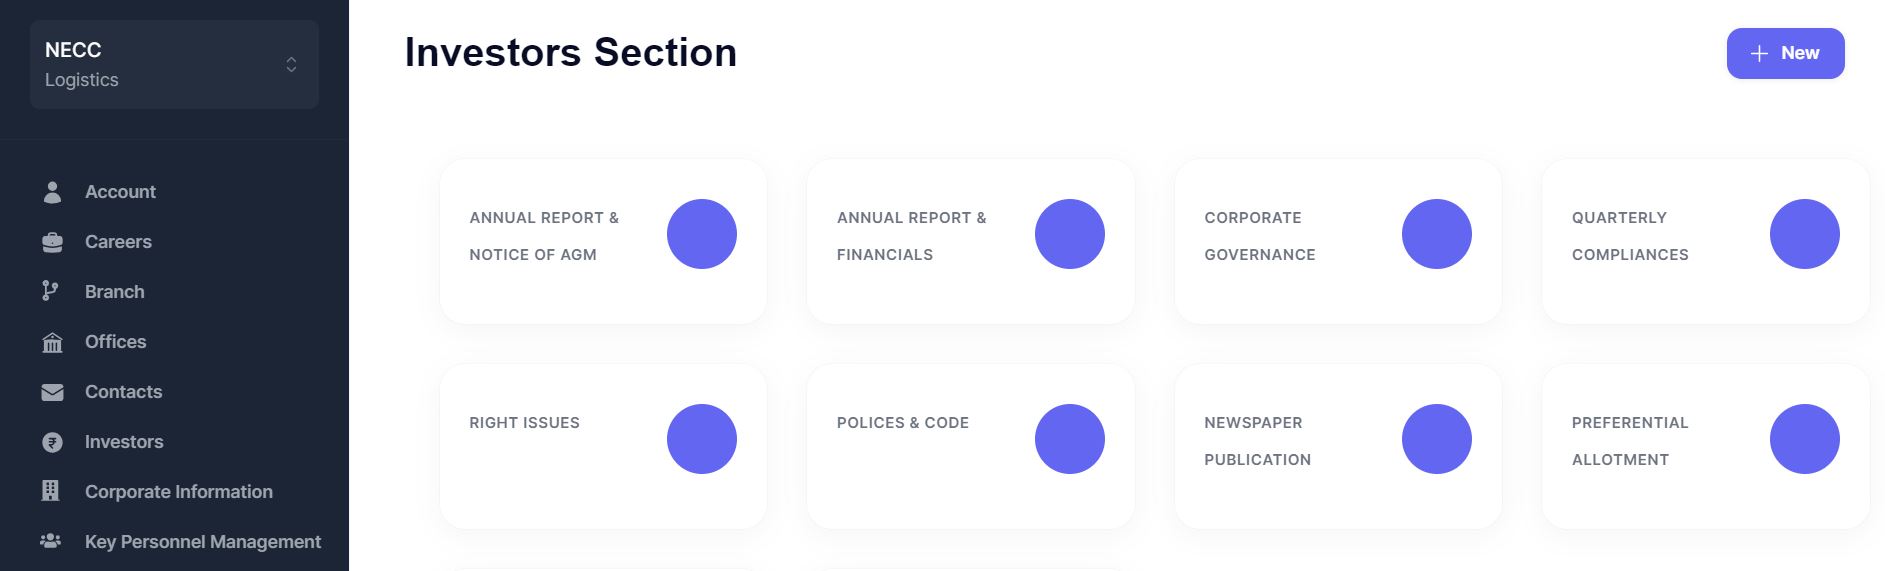 NECC
Logistics
Account
Careers
Branch
Offices
Contacts
Investors
Corporate Information
Key Personnel Management
Investors Section
New
ANNUAL REPORT &
NOTICE OF AGM
ANNUAL REPORT &
FINANCIALS
CORPORATE
GOVERNANCE
QUARTERLY
COMPLIANCES
RIGHT ISSUES
POLICES & CODE
NEWSPAPER
PUBLICATION
PREFERENTIAL
ALLOTMENT